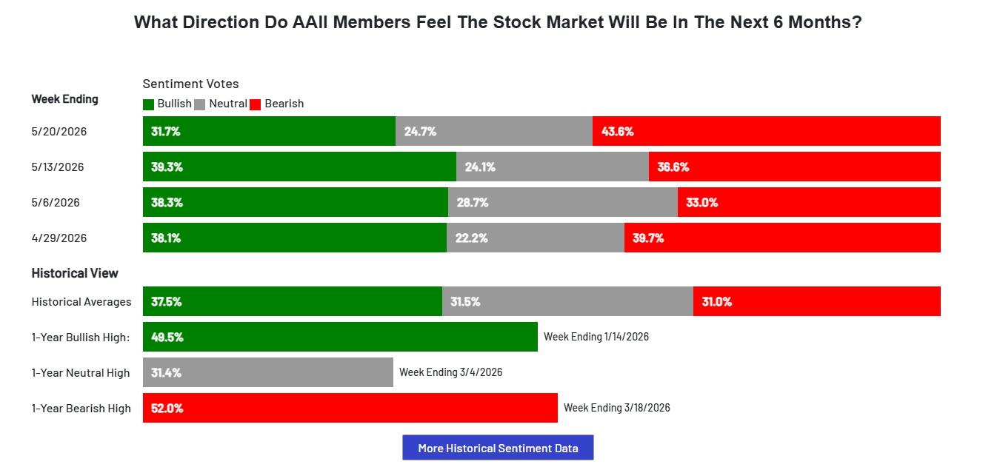 What Direction Do AAII Members Feel The Stock Market Will Be In The Next 6 Months?
Sentiment Votes
Week Ending
Bullish Neutral Bearish
5/20/2026 31.7% 24.7% 43.6%
5/13/2026 39.3% 24.1% 36.6%
5/6/2026 38.3% 28.7% 33.0%
4/29/2026 38.1% 22.2% 39.7%
Historical View
Historical Averages 37.5% 31.5% 31.0%
1-Year Bullish High: 49.5% Week Ending 1/14/2026
1-Year Neutral High 31.4% Week Ending 3/4/2026
1-Year Bearish High 52.0% Week Ending 3/18/2026
More Historical Sentiment Data